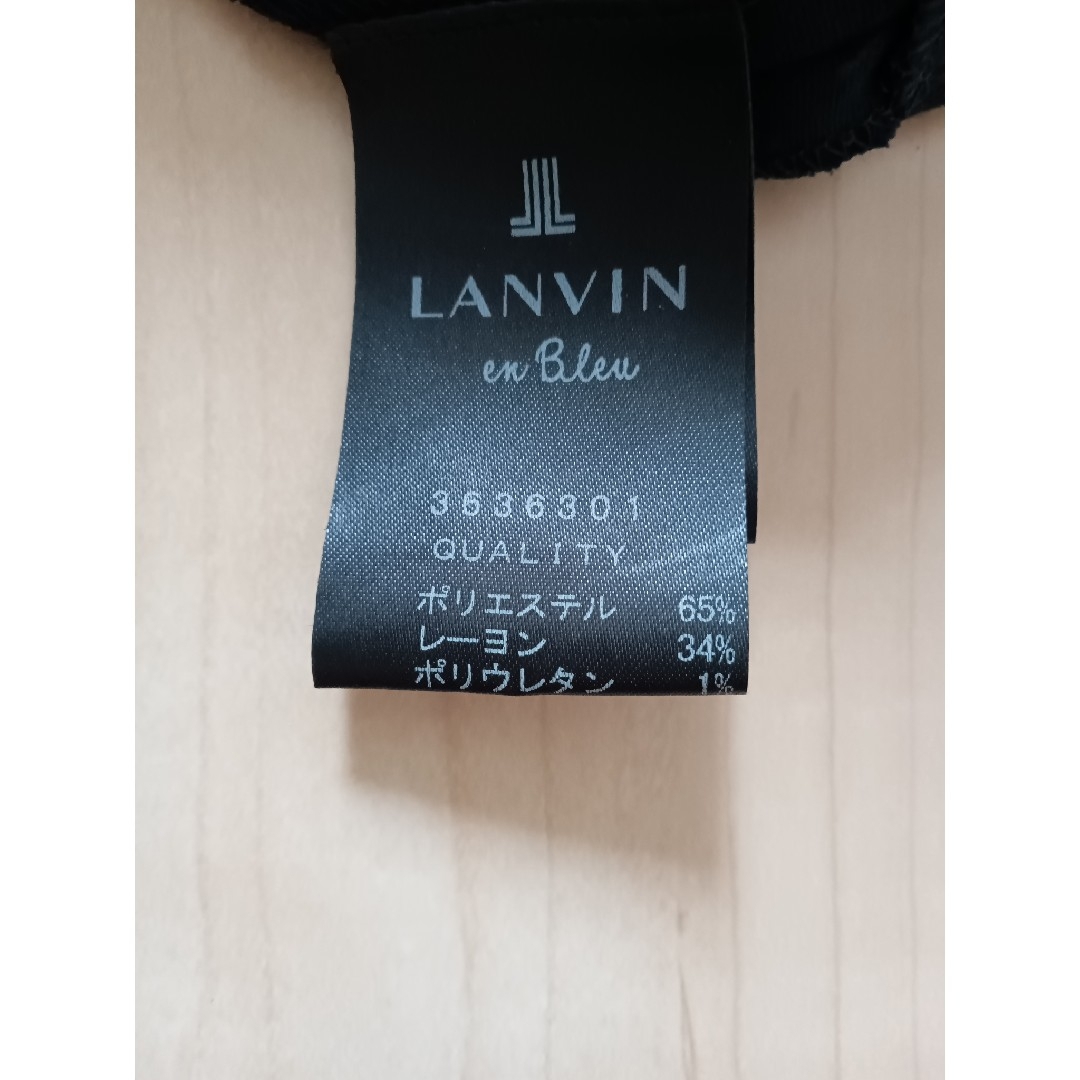 LANVIN
en Bleu
3636301
QUALITY
ポリエステル 65%
レーヨン 34%
ポリウレタン 1%